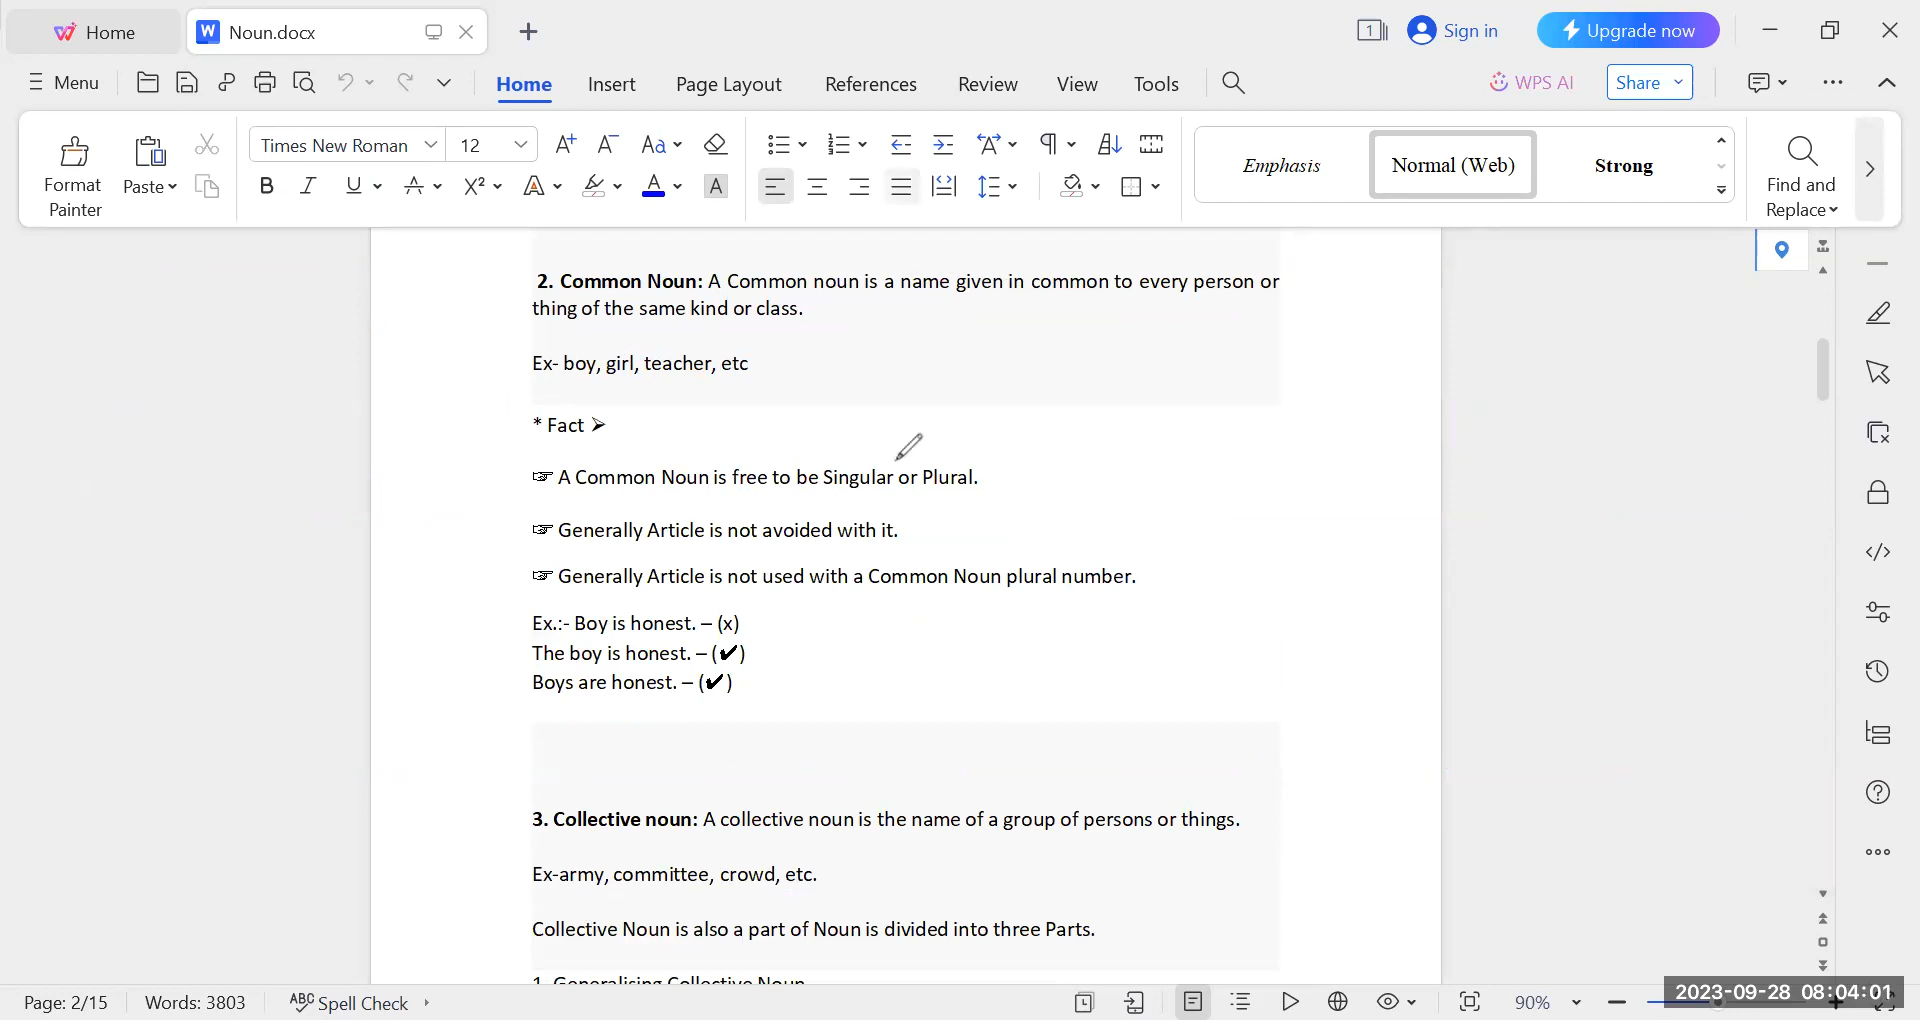 Home
Noun.docx
1
Sign in
Upgrade now
Menu
Home
Insert
Page Layout
References
Review
View
Tools
WPS AI
Share
Format
Painter
Paste
Times New Roman
12
Emphasis
Normal (Web)
Strong
Find and
Replace
2. Common Noun: A Common noun is a name given in common to every person or
thing of the same kind or class.
Ex- boy, girl, teacher, etc
* Fact ➢
☞ A Common Noun is free to be Singular or Plural.
☞ Generally Article is not avoided with it.
☞ Generally Article is not used with a Common Noun plural number.
Ex.:- Boy is honest. – (x)
The boy is honest. – (✔)
Boys are honest. – (✔)
3. Collective noun: A collective noun is the name of a group of persons or things.
Ex-army, committee, crowd, etc.
Collective Noun is also a part of Noun is divided into three Parts.
1. Generalising Collective Noun
Page: 2/15
Words: 3803
Spell Check
90%
2023-09-28 08:04:01